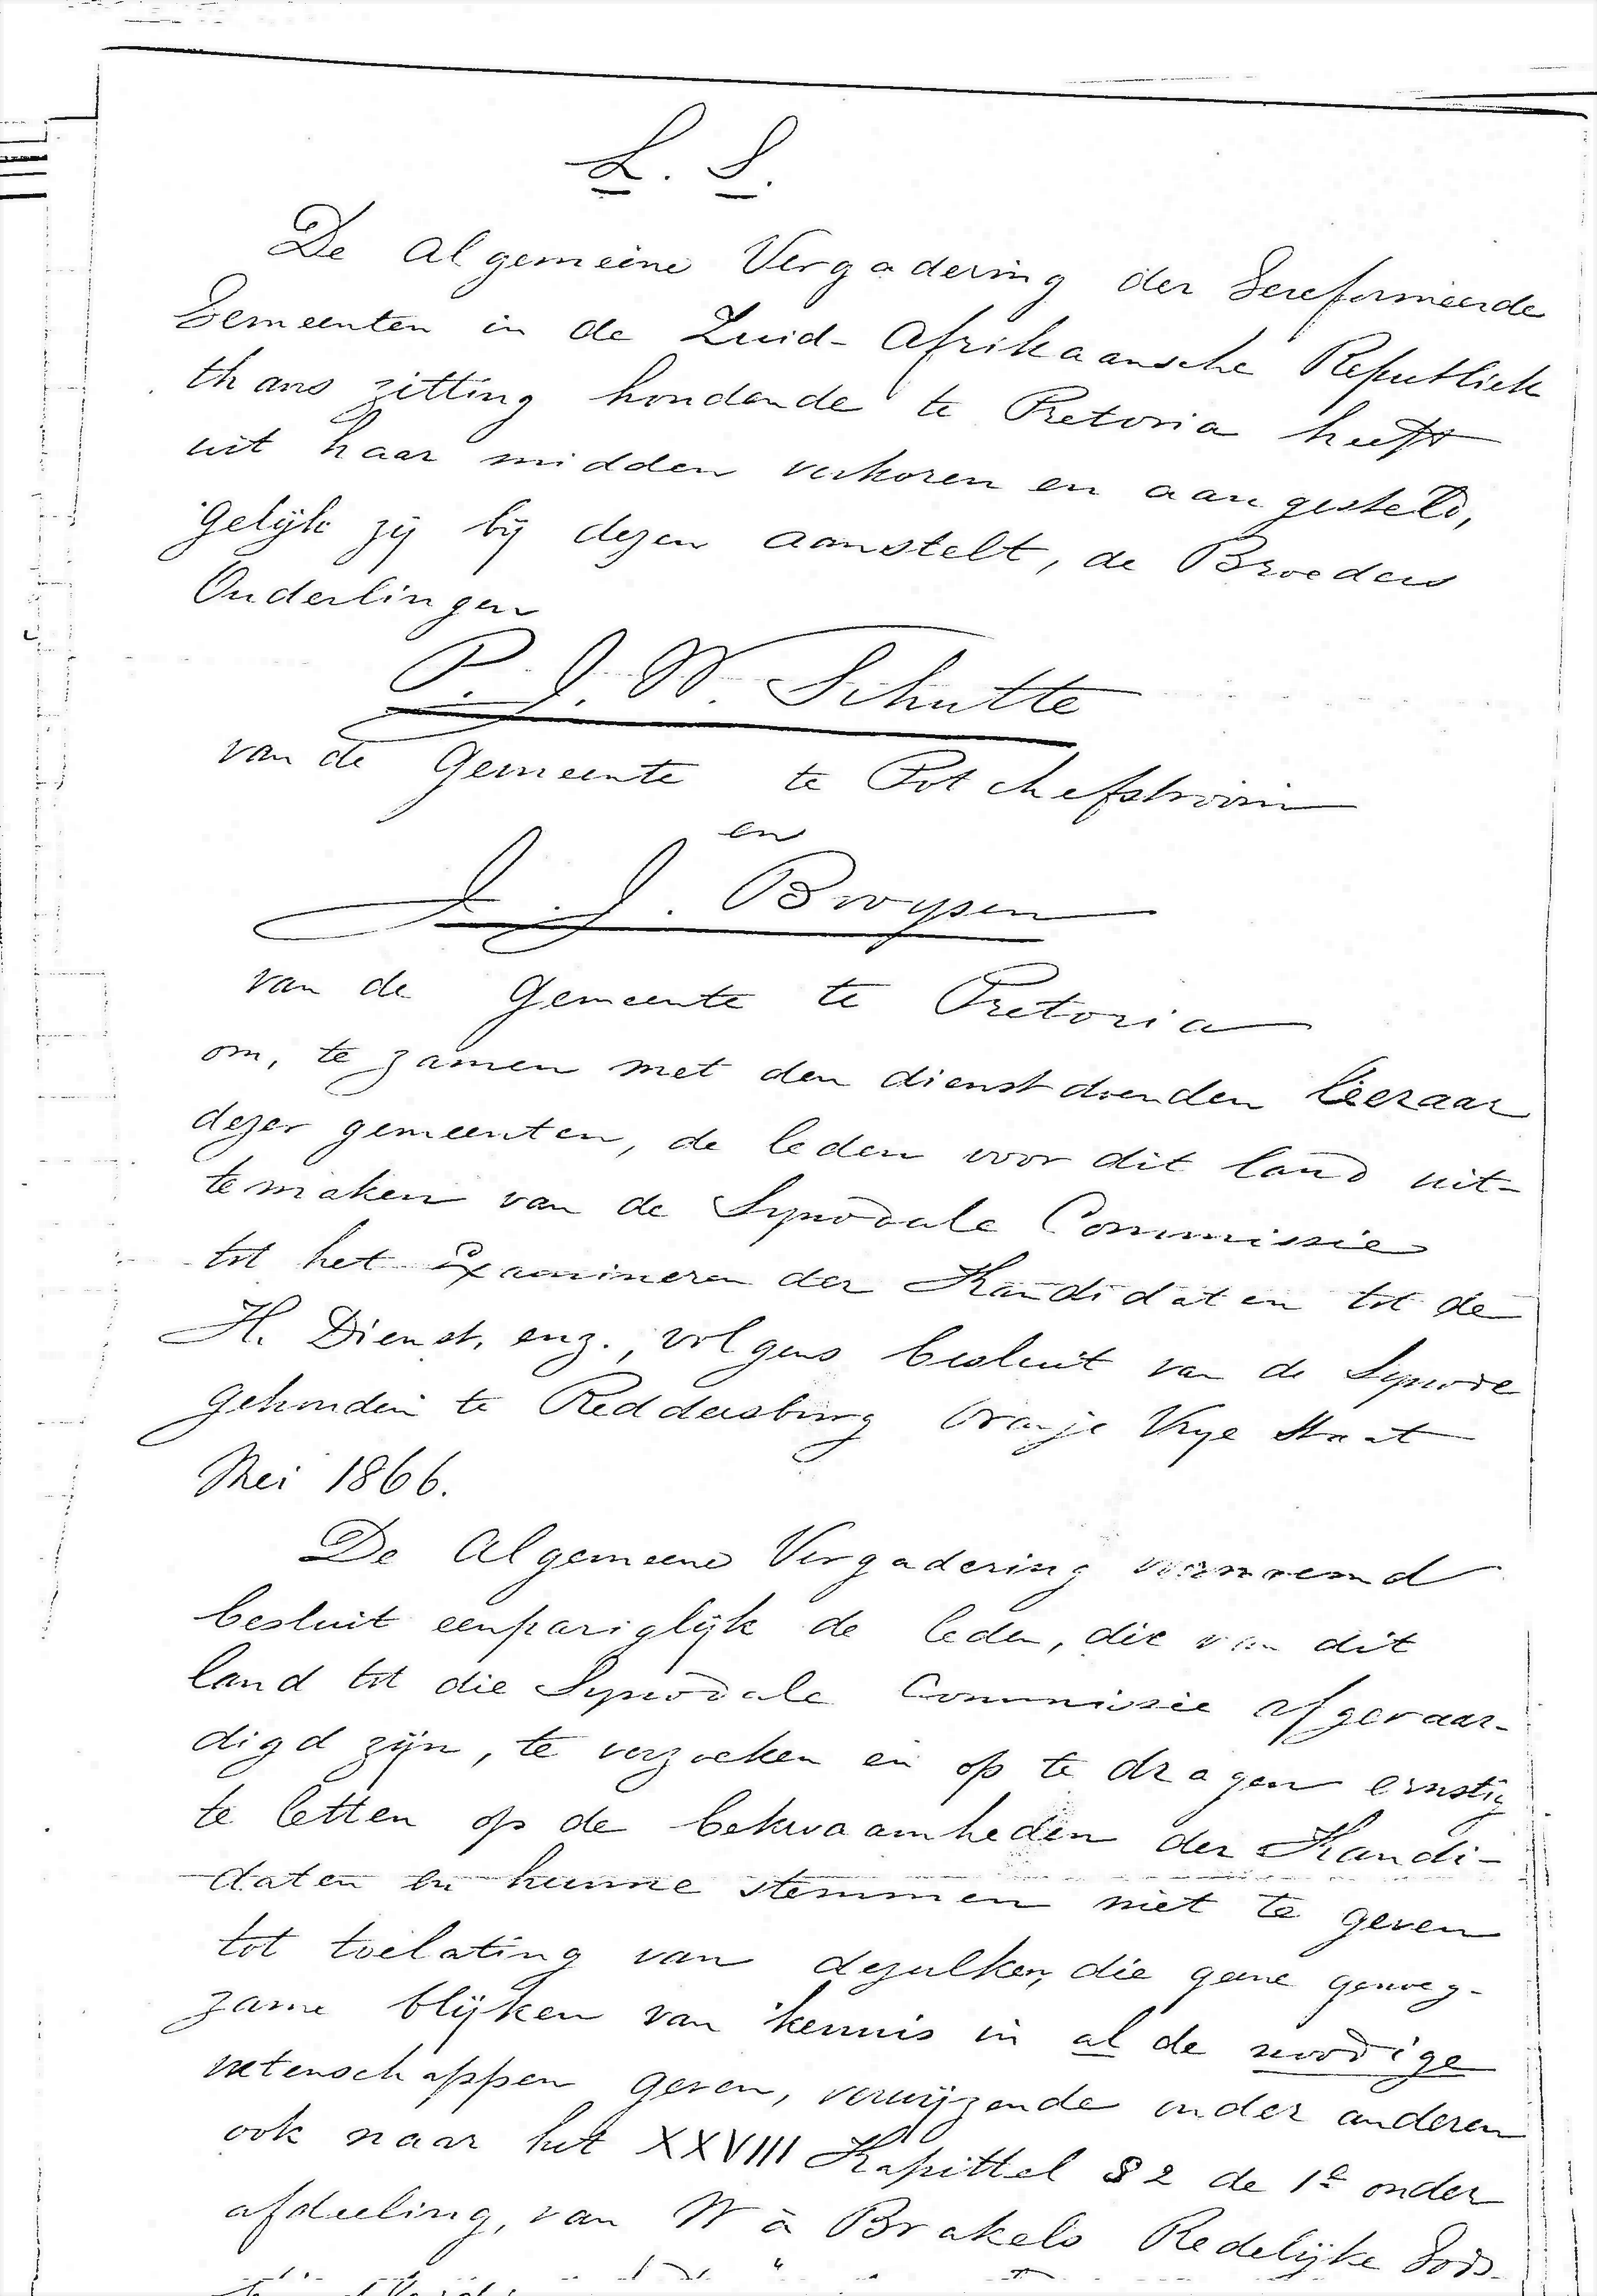 L. S.
De Algemeene Vergadering der Gereformeerde
Gemeenten in de Zuid-Afrikaansche Republiek
thans zitting houdende te Pretoria heeft
uit haar midden verkoren en aangesteld,
Gelijk zij bij dezen aanstelt, de Broeders
Ouderlingen
P. J. W. Schutte
van de Gemeente te Potchefstroom
en
J. J. Bruysen
van de Gemeente te Pretoria
om, te zamen met den dienstdoenden leeraar
dezer gemeenten, de leden voor dit land uit-
temaken van de Synodale Commissie
tot het Examineren der Kandidaten tot de
H. Dienst, enz., volgens besluit van de Synode
gehouden te Reddersburg Oranje Vrye Staat
Mei 1866.
De Algemeene Vergadering voornoemd
besluit eenpariglijk de leden, die van dit
land tot die Synodale Commissie afgevaar-
digd zijn, te verzoeken en op te dragen ernstig
te letten op de bekwaamheden der Kandi-
daten en hunne stemmen niet te geven
tot toelating van dezulken, die geene genoeg-
zame blijken van kennis in al de noodige
wetenschappen geven, verwijzende onder anderen
ook naar het XXVIII Kapittel § 2 de 1e onder
afdeeling, van W à Brakels Redelijke Gods-